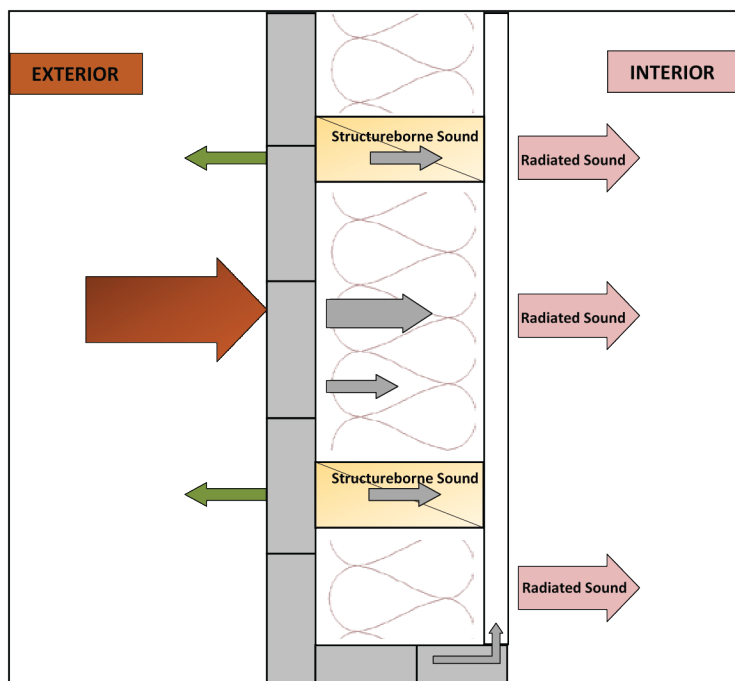 EXTERIOR
INTERIOR
Structureborne Sound
Radiated Sound
Radiated Sound
Structureborne Sound
Radiated Sound